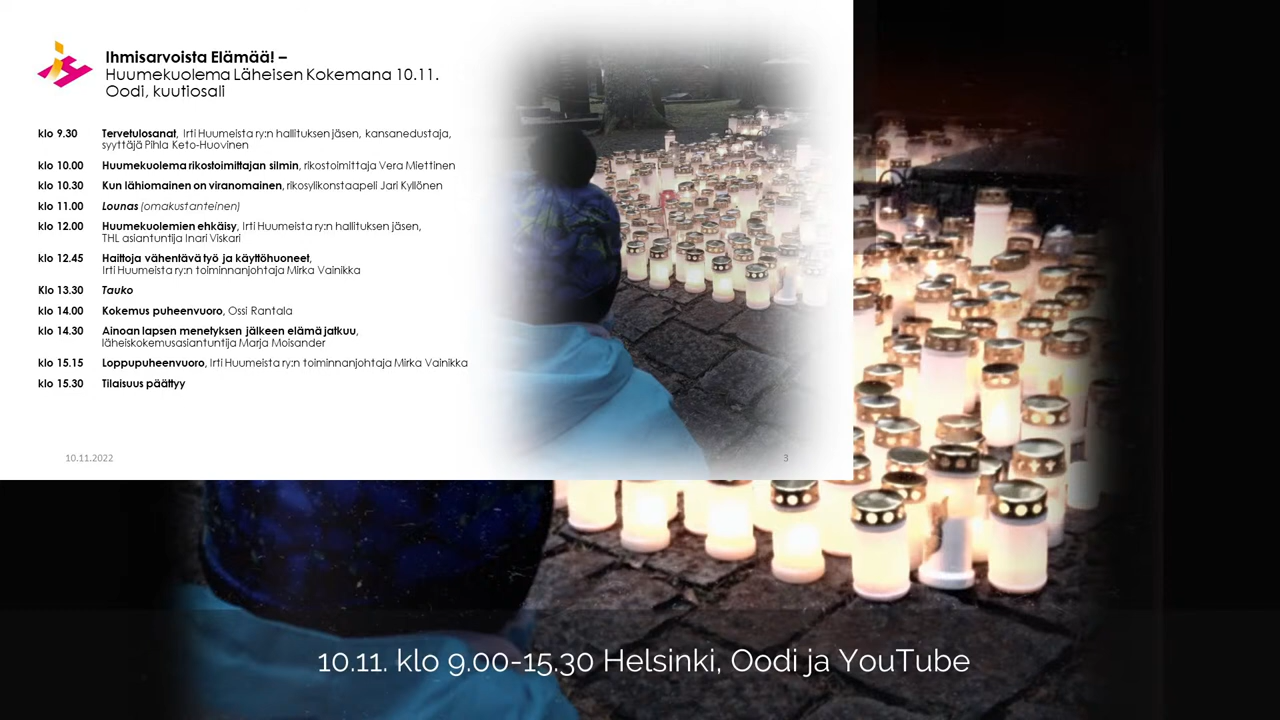 Ihmisarvoista Elämää! –
Huumekuolema Läheisen Kokemana 10.11.
Oodi, kuutiosali
klo 9.30 Tervetulosanat, Irti Huumeista ry:n hallituksen jäsen, kansanedustaja,
syyttäjä Pihla Keto-Huovinen
klo 10.00 Huumekuolema rikostoimittajan silmin, rikostoimittaja Vera Miettinen
klo 10.30 Kun lähiomainen on viranomainen, rikosylikonstaapeli Jari Kyllönen
klo 11.00 Lounas (omakustanteinen)
klo 12.00 Huumekuolemien ehkäisy, Irti Huumeista ry:n hallituksen jäsen,
THL asiantuntija Inari Viskari
klo 12.45 Haittoja vähentävä työ ja käyttöhuoneet,
Irti Huumeista ry:n toiminnanjohtaja Mirka Vainikka
Klo 13.30 Tauko
klo 14.00 Kokemus puheenvuoro, Ossi Rantala
klo 14.30 Ainoan lapsen menetyksen jälkeen elämä jatkuu,
läheiskokemusasiantuntija Marja Moisander
klo 15.15 Loppupuheenvuoro, Irti Huumeista ry:n toiminnanjohtaja Mirka Vainikka
klo 15.30 Tilaisuus päättyy
10.11.2022
3
10.11. klo 9.00-15.30 Helsinki, Oodi ja YouTube